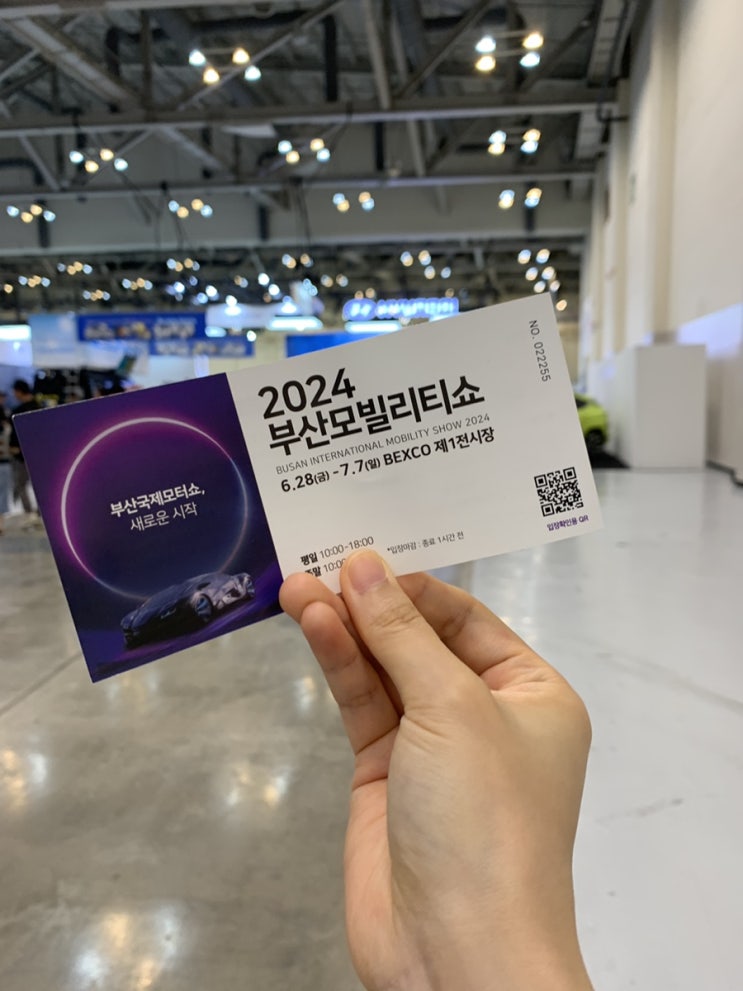 부산국제모터쇼,
새로운 시작
2024
부산모빌리티쇼
BUSAN INTERNATIONAL MOBILITY SHOW 2024
6.28(금) -7.7(일) BEXCO 제1전시장
평일 10:00-18:00
*입장마감 : 종료 1시간 전
10:00
NO. 022255
입장확인용 QR